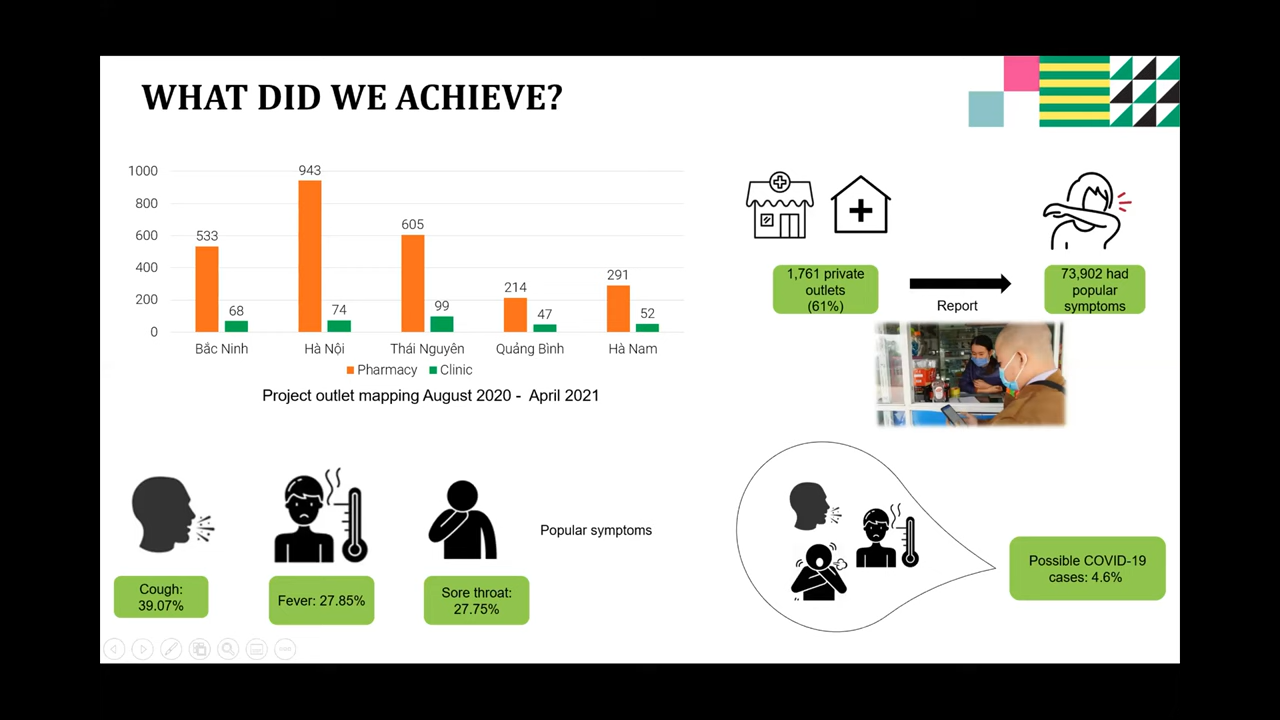 WHAT DID WE ACHIEVE?
1000
800
600
400
200
0
533
68
943
74
605
99
214
47
291
52
Bắc Ninh
Hà Nội
Thái Nguyên
Quảng Bình
Hà Nam
Pharmacy
Clinic
Project outlet mapping August 2020 - April 2021
1,761 private
outlets
(61%)
Report
73,902 had
popular
symptoms
Cough:
39.07%
Fever: 27.85%
Sore throat:
27.75%
Popular symptoms
Possible COVID-19
cases: 4.6%